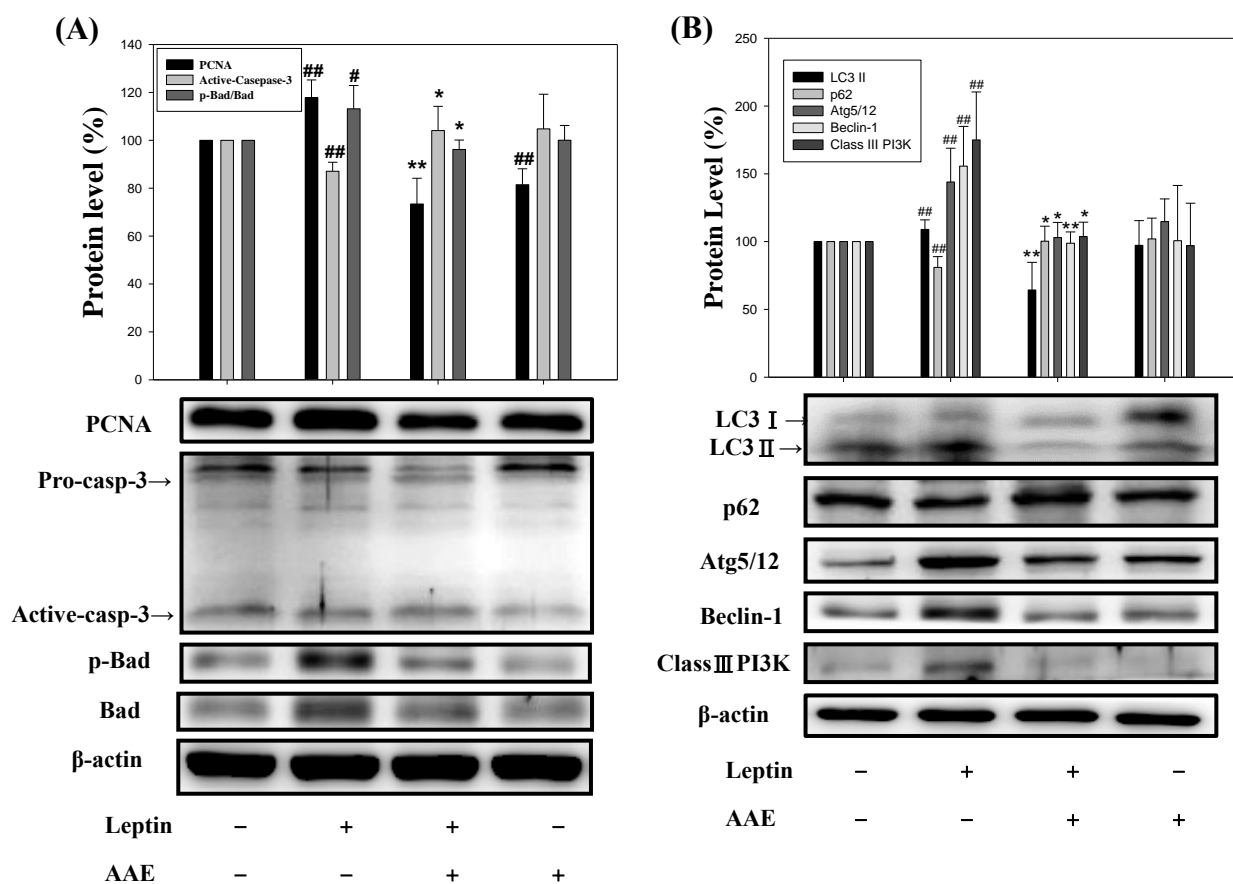 (A)
140
120
100
80
60
40
20
0
Protein level (%)
PCNA
Active-Casepase-3
p-Bad/Bad
## ## # ** * * ##
PCNA
Pro-casp-3→
Active-casp-3→
p-Bad
Bad
β-actin
Leptin − + + −
AAE − − + +
(B)
250
200
150
100
50
0
Protein Level (%)
LC3 II
p62
Atg5/12
Beclin-1
Class III PI3K
## ## ## ## ## ** * * ** *
LC3 Ⅰ→
LC3 Ⅱ→
p62
Atg5/12
Beclin-1
Class Ⅲ PI3K
β-actin
Leptin − + + −
AAE − − + +